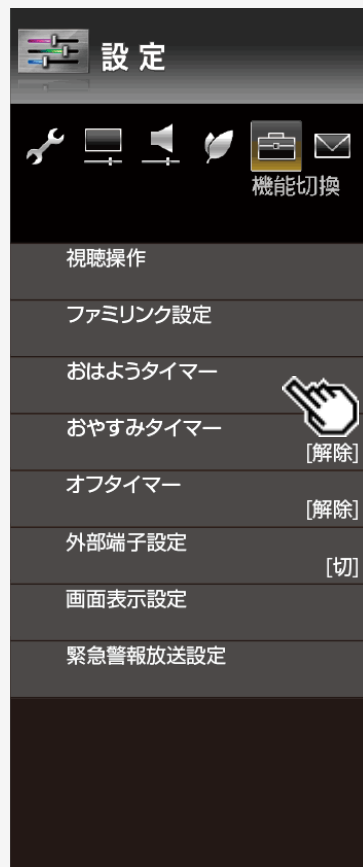 設定
機能切換
視聴操作
ファミリンク設定
おはようタイマー
おやすみタイマー
[解除]
オフタイマー
[解除]
外部端子設定
[切]
画面表示設定
緊急警報放送設定